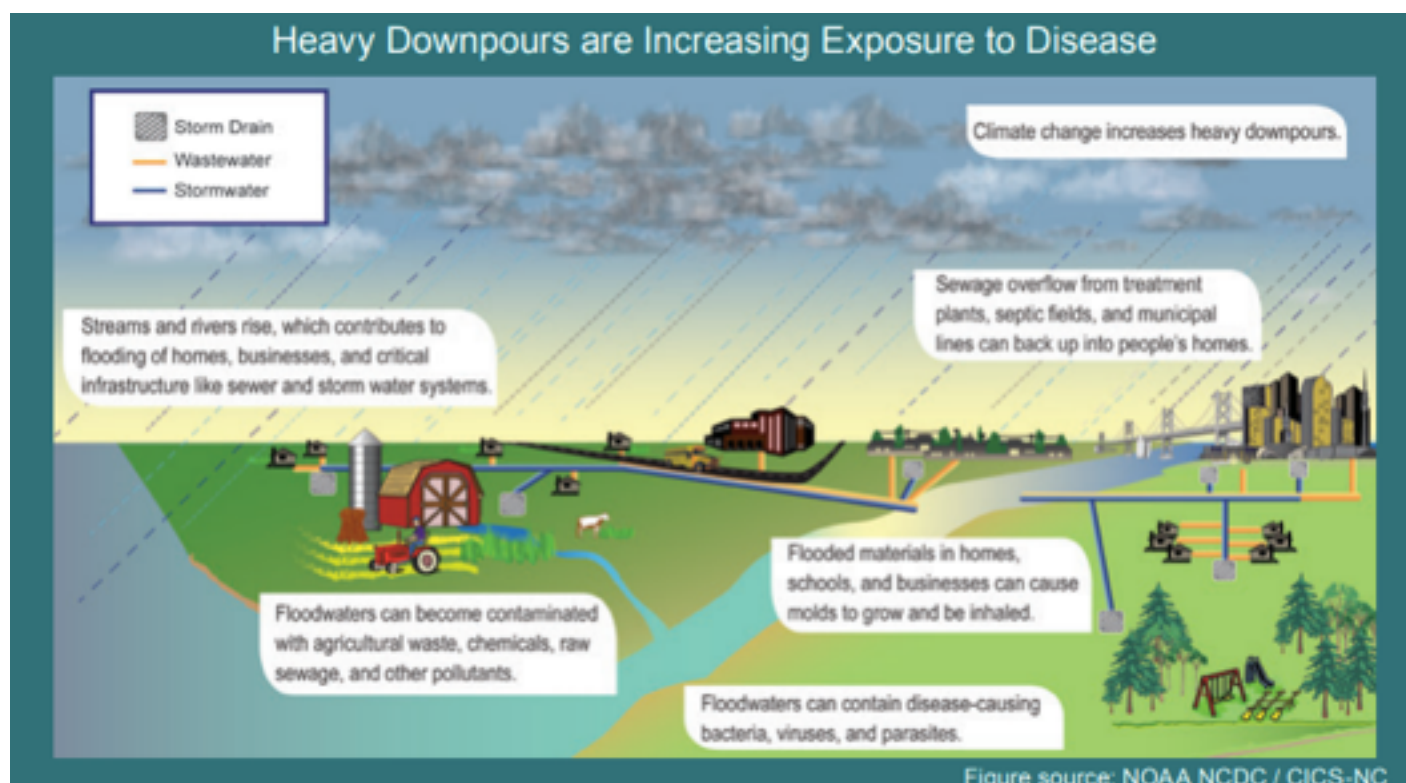 Heavy Downpours are Increasing Exposure to Disease
Storm Drain
Wastewater
Stormwater
Climate change increases heavy downpours.
Sewage overflow from treatment
plants, septic fields, and municipal
lines can back up into people's homes.
Streams and rivers rise, which contributes to
flooding of homes, businesses, and critical
infrastructure like sewer and storm water systems.
Flooded materials in homes,
schools, and businesses can cause
molds to grow and be inhaled.
Floodwaters can become contaminated
with agricultural waste, chemicals, raw
sewage, and other pollutants.
Floodwaters can contain disease-causing
bacteria, viruses, and parasites.
Figure source: NOAA NCDC / CICS-NC